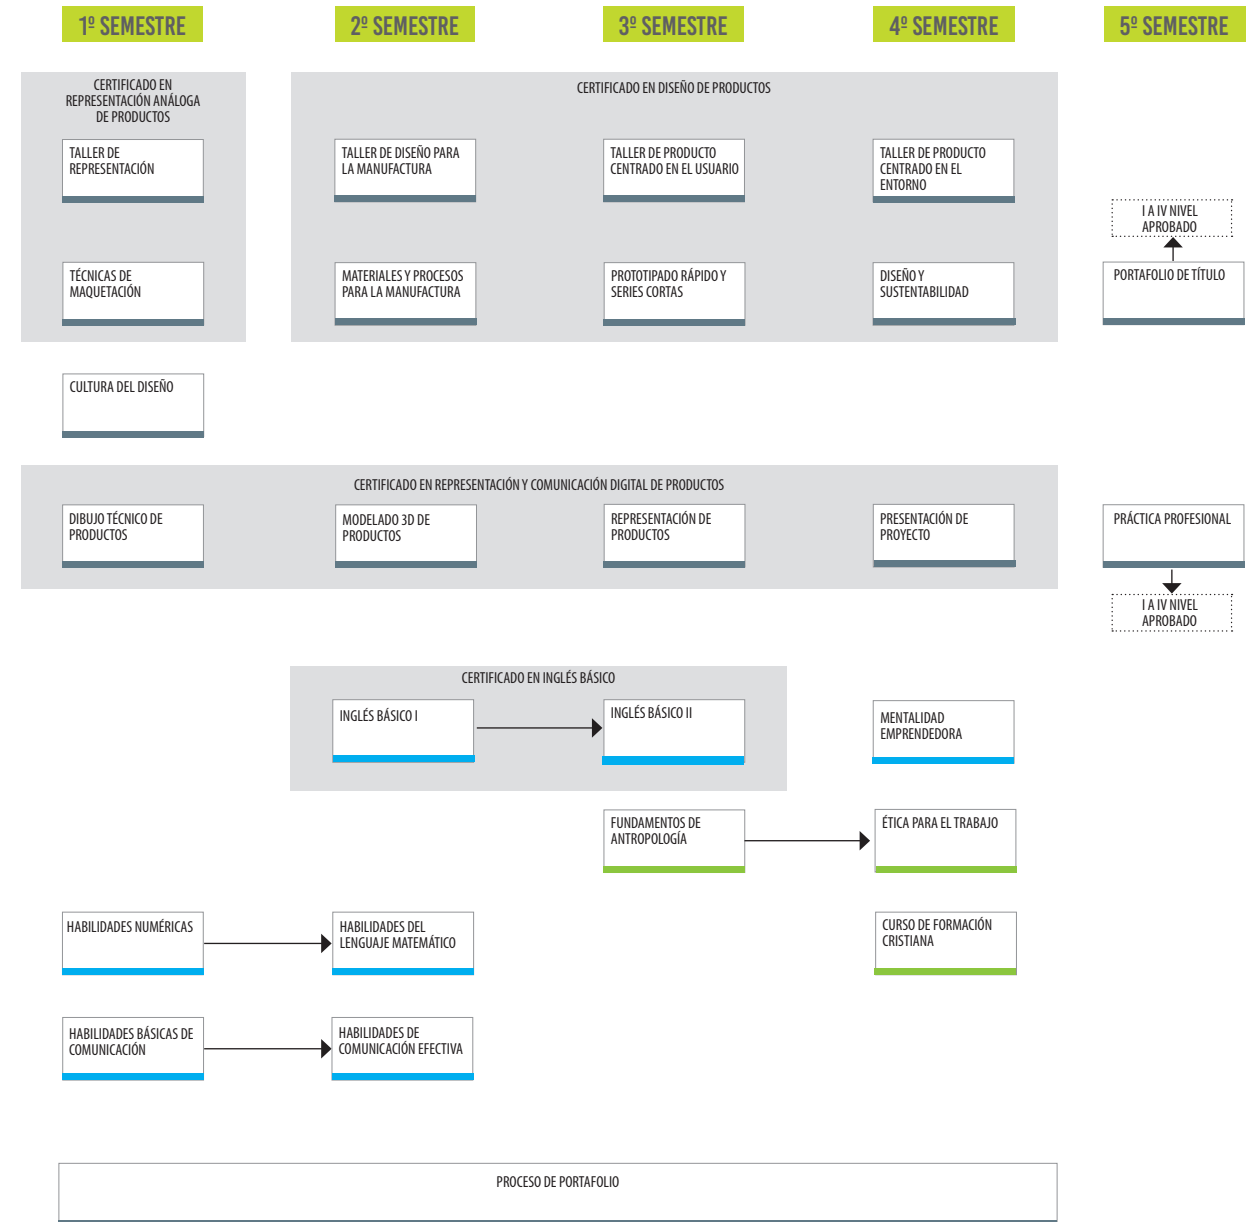 1º SEMESTRE
2º SEMESTRE
3º SEMESTRE
4º SEMESTRE
5º SEMESTRE
CERTIFICADO EN
REPRESENTACIÓN ANÁLOGA
DE PRODUCTOS
CERTIFICADO EN DISEÑO DE PRODUCTOS
TALLER DE
REPRESENTACIÓN
TALLER DE DISEÑO PARA
LA MANUFACTURA
TALLER DE PRODUCTO
CENTRADO EN EL USUARIO
TALLER DE PRODUCTO
CENTRADO EN EL
ENTORNO
I A IV NIVEL
APROBADO
TÉCNICAS DE
MAQUETACIÓN
MATERIALES Y PROCESOS
PARA LA MANUFACTURA
PROTOTIPADO RÁPIDO Y
SERIES CORTAS
DISEÑO Y
SUSTENTABILIDAD
PORTAFOLIO DE TÍTULO
CULTURA DEL DISEÑO
CERTIFICADO EN REPRESENTACIÓN Y COMUNICACIÓN DIGITAL DE PRODUCTOS
DIBUJO TÉCNICO DE
PRODUCTOS
MODELADO 3D DE
PRODUCTOS
REPRESENTACIÓN DE
PRODUCTOS
PRESENTACIÓN DE
PROYECTO
PRÁCTICA PROFESIONAL
I A IV NIVEL
APROBADO
CERTIFICADO EN INGLÉS BÁSICO
INGLÉS BÁSICO I
INGLÉS BÁSICO II
MENTALIDAD
EMPRENDEDORA
FUNDAMENTOS DE
ANTROPOLOGÍA
ÉTICA PARA EL TRABAJO
HABILIDADES NUMÉRICAS
HABILIDADES DEL
LENGUAJE MATEMÁTICO
CURSO DE FORMACIÓN
CRISTIANA
HABILIDADES BÁSICAS DE
COMUNICACIÓN
HABILIDADES DE
COMUNICACIÓN EFECTIVA
PROCESO DE PORTAFOLIO